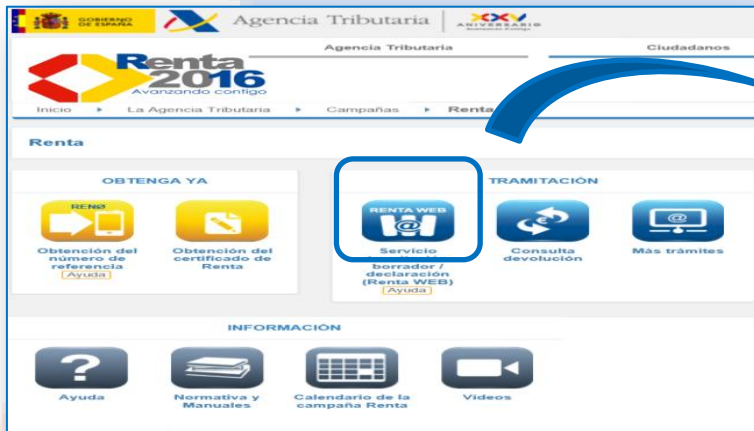 GOBIERNO
DE ESPAÑA
Agencia Tributaria
XXV
ANIVERSARIO
Avanzando contigo
Agencia Tributaria
Ciudadanos
Renta
2016
Avanzando contigo
Inicio ▸ La Agencia Tributaria ▸ Campañas ▸ Renta
Renta
OBTENGA YA
TRAMITACIÓN
RENØ
RENTA WEB
@
@
Obtención del
número de
referencia
Ayuda
Obtención del
certificado de
Renta
Servicio
borrador /
declaración
(Renta WEB)
Ayuda
Consulta
devolución
Más trámites
INFORMACIÓN
?
Ayuda
Normativa y
Manuales
Calendario de la
campaña Renta
Videos